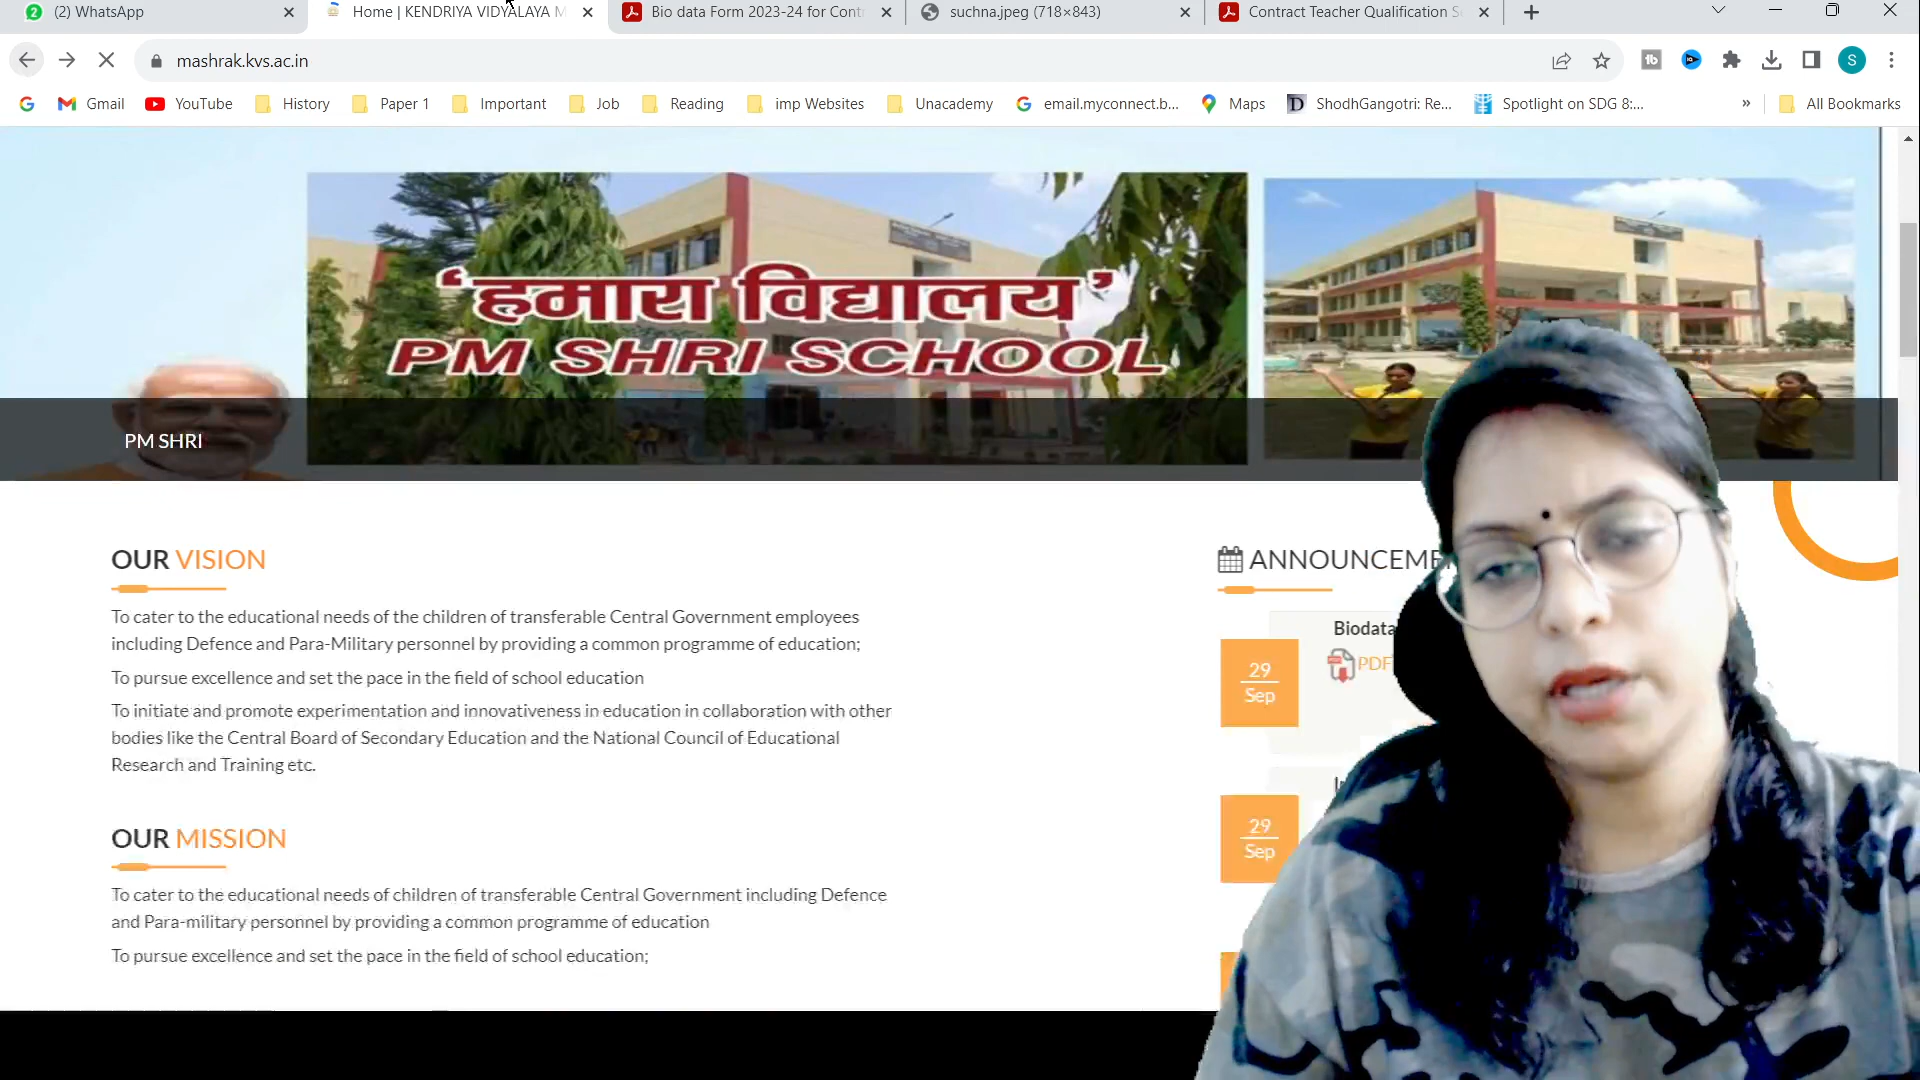 (2) WhatsApp
Home | KENDRIYA VIDYALAYA M
Bio data Form 2023-24 for Cont
suchna.jpeg (718×843)
Contract Teacher Qualification S
mashrak.kvs.ac.in
S
Gmail
YouTube
History
Paper 1
Important
Job
Reading
imp Websites
Unacademy
email.myconnect.b...
Maps
ShodhGangotri: Re...
Spotlight on SDG 8:...
»
All Bookmarks
'हमारा विद्यालय'
PM SHRI SCHOOL
PM SHRI
OUR VISION
To cater to the educational needs of the children of transferable Central Government employees
including Defence and Para-Military personnel by providing a common programme of education;
To pursue excellence and set the pace in the field of school education
To initiate and promote experimentation and innovativeness in education in collaboration with other
bodies like the Central Board of Secondary Education and the National Council of Educational
Research and Training etc.
OUR MISSION
To cater to the educational needs of children of transferable Central Government including Defence
and Para-military personnel by providing a common programme of education
To pursue excellence and set the pace in the field of school education;
ANNOUNCEME
Biodata
29
Sep
PDF
29
Sep